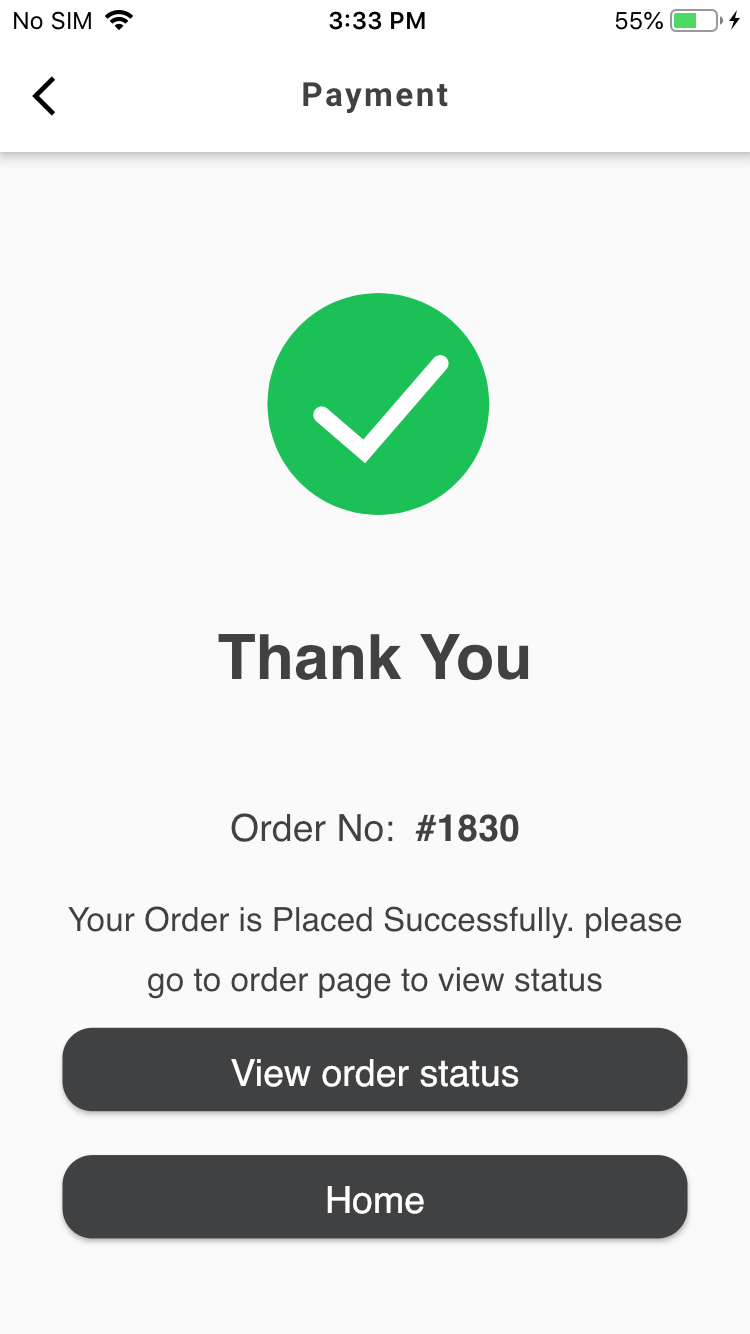 No SIM 3:33 PM 55%
Payment
Thank You
Order No: #1830
Your Order is Placed Successfully. please
go to order page to view status
View order status
Home